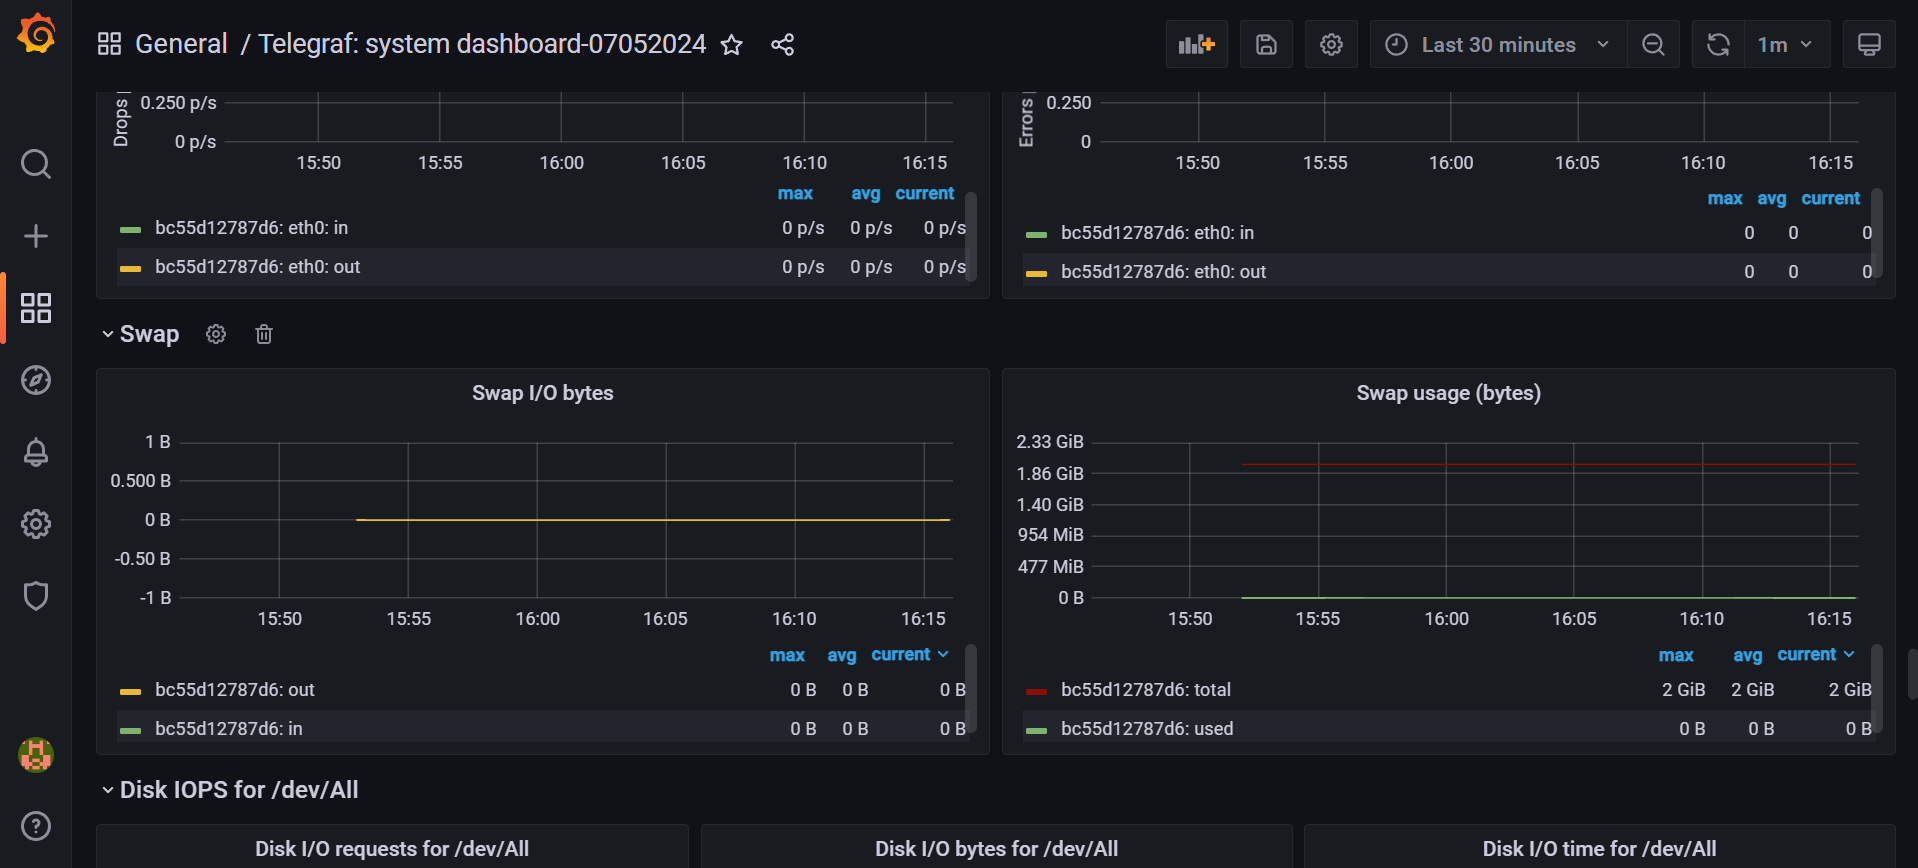 General / Telegraf: system dashboard-07052024
Last 30 minutes
1m
Drops
0.250 p/s
0 p/s
15:50 15:55 16:00 16:05 16:10 16:15
max avg current
bc55d12787d6: eth0: in 0 p/s 0 p/s 0 p/s
bc55d12787d6: eth0: out 0 p/s 0 p/s 0 p/s
Errors
0.250
0
15:50 15:55 16:00 16:05 16:10 16:15
max avg current
bc55d12787d6: eth0: in 0 0 0
bc55d12787d6: eth0: out 0 0 0
Swap
Swap I/O bytes
1 B
0.500 B
0 B
-0.50 B
-1 B
15:50 15:55 16:00 16:05 16:10 16:15
max avg current
bc55d12787d6: out 0 B 0 B 0 B
bc55d12787d6: in 0 B 0 B 0 B
Swap usage (bytes)
2.33 GiB
1.86 GiB
1.40 GiB
954 MiB
477 MiB
0 B
15:50 15:55 16:00 16:05 16:10 16:15
max avg current
bc55d12787d6: total 2 GiB 2 GiB 2 GiB
bc55d12787d6: used 0 B 0 B 0 B
Disk IOPS for /dev/All
Disk I/O requests for /dev/All
Disk I/O bytes for /dev/All
Disk I/O time for /dev/All